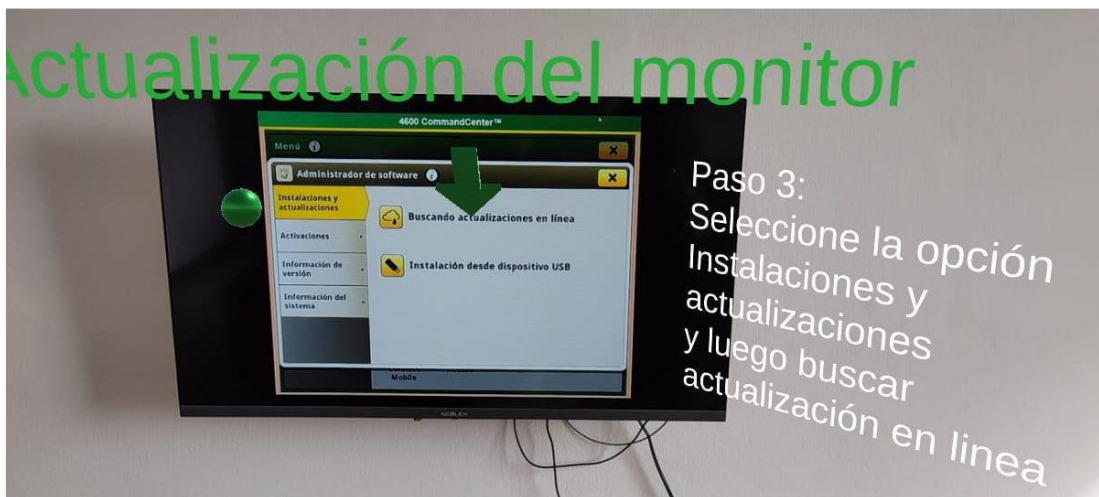 Actualización del monitor
4600 CommandCenter™
Menú
Administrador de software
Instalaciones y
actualizaciones
Activaciones
Información de
versión
Información del
sistema
Buscando actualizaciones en línea
Instalación desde dispositivo USB
Mobile
NOBLEX
Paso 3:
Seleccione la opción
Instalaciones y
actualizaciones
y luego buscar
actualización en linea